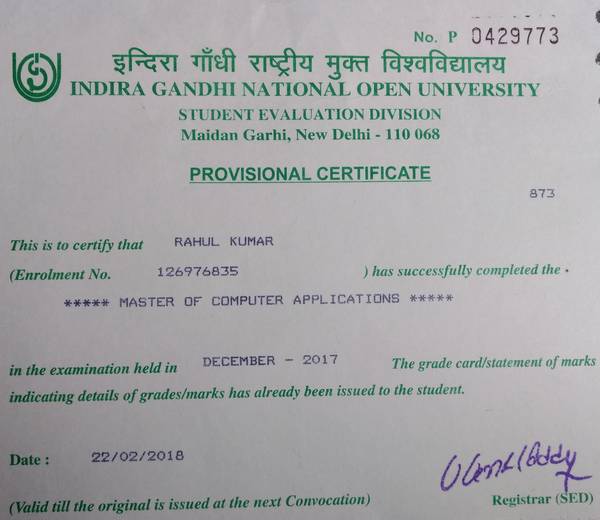 No. P 0429773
इन्दिरा गाँधी राष्ट्रीय मुक्त विश्वविद्यालय
INDIRA GANDHI NATIONAL OPEN UNIVERSITY
STUDENT EVALUATION DIVISION
Maidan Garhi, New Delhi - 110 068
PROVISIONAL CERTIFICATE
873
This is to certify that RAHUL KUMAR
(Enrolment No. 126976835 ) has successfully completed the
***** MASTER OF COMPUTER APPLICATIONS *****
in the examination held in DECEMBER - 2017 The grade card/statement of marks
indicating details of grades/marks has already been issued to the student.
Date : 22/02/2018
(Valid till the original is issued at the next Convocation) Registrar (SED)